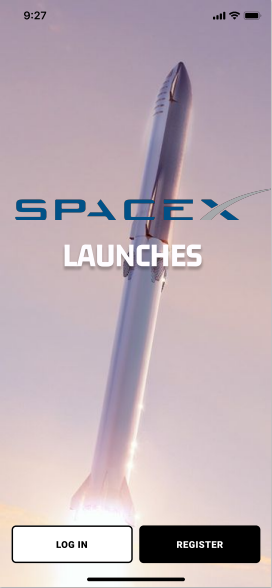 9:27
SPACEX
LAUNCHES
LOG IN
REGISTER